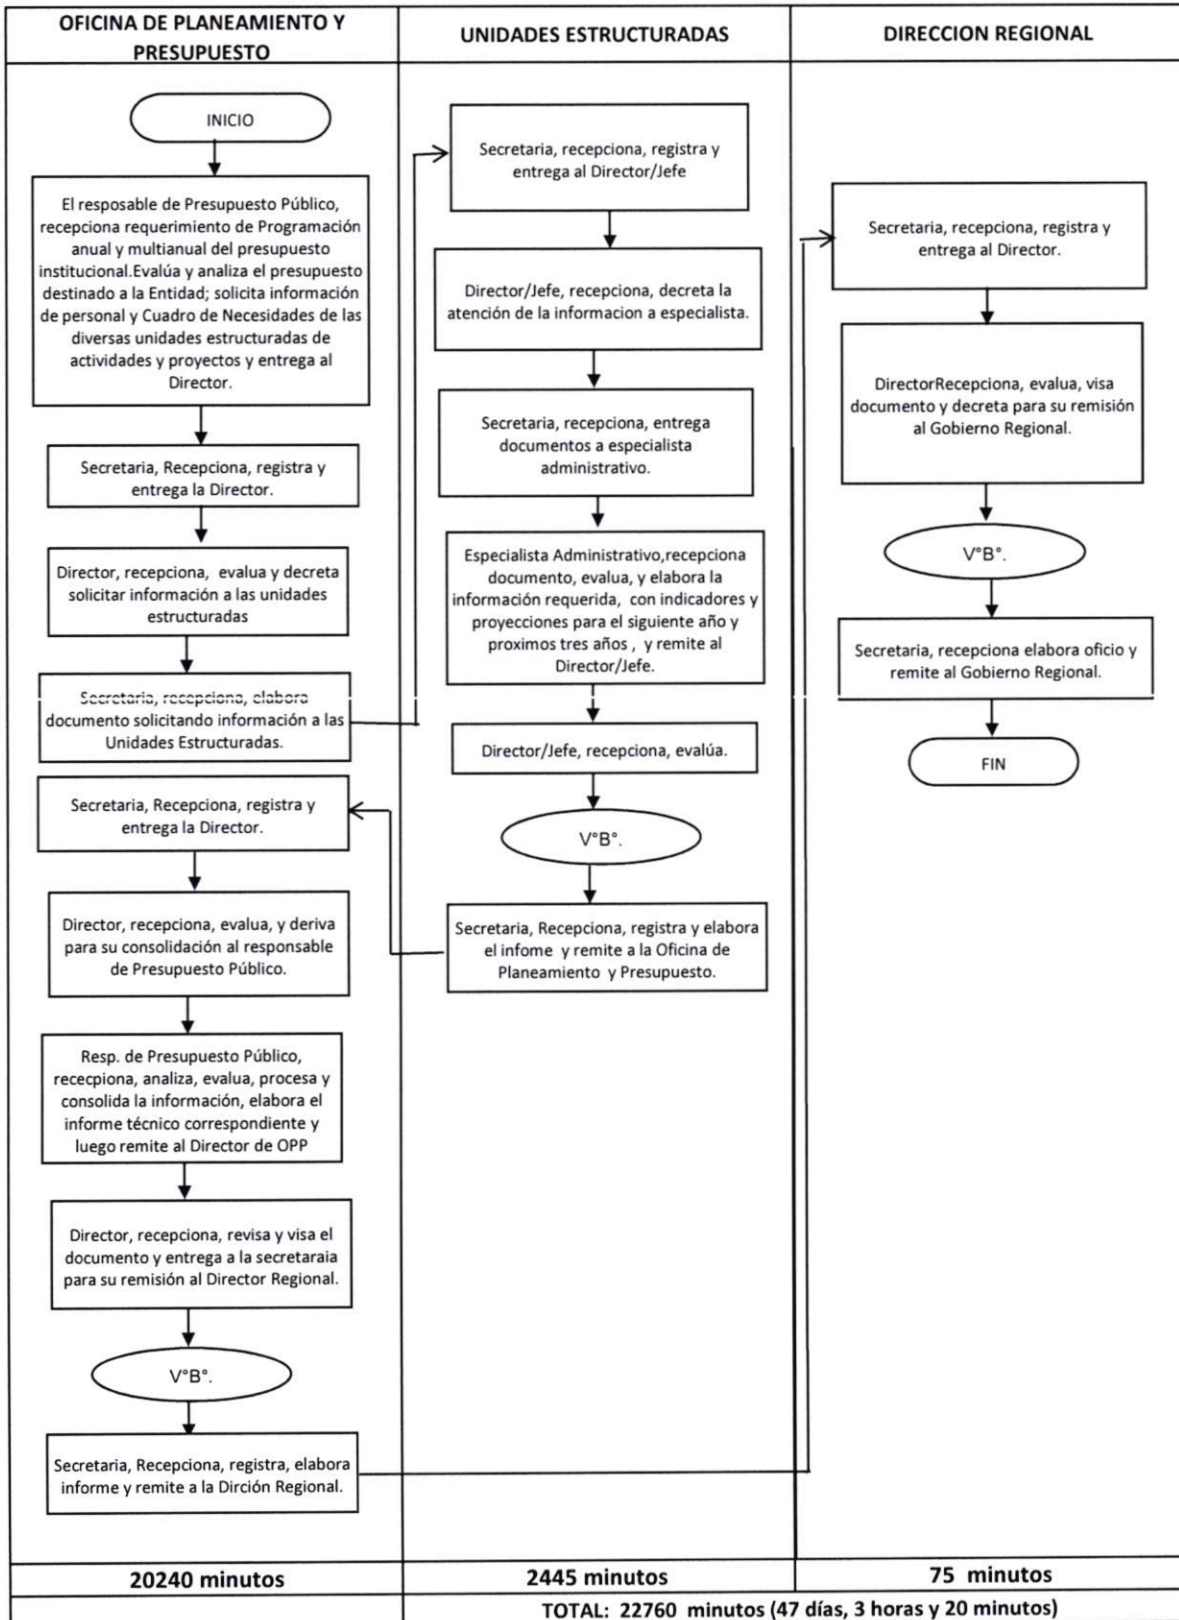 OFICINA DE PLANEAMIENTO Y
PRESUPUESTO
UNIDADES ESTRUCTURADAS
DIRECCION REGIONAL
INICIO
El resposable de Presupuesto Público,
recepciona requerimiento de Programación
anual y multianual del presupuesto
institucional.Evalúa y analiza el presupuesto
destinado a la Entidad; solicita información
de personal y Cuadro de Necesidades de las
diversas unidades estructuradas de
actividades y proyectos y entrega al
Director.
Secretaria, Recepciona, registra y
entrega la Director.
Director, recepciona, evalua y decreta
solicitar información a las unidades
estructuradas
Secretaria, recepciona, elabora
documento solicitando información a las
Unidades Estructuradas.
Secretaria, Recepciona, registra y
entrega la Director.
Director, recepciona, evalua, y deriva
para su consolidación al responsable
de Presupuesto Público.
Resp. de Presupuesto Público,
rececpiona, analiza, evalua, procesa y
consolida la información, elabora el
informe técnico correspondiente y
luego remite al Director de OPP
Director, recepciona, revisa y visa el
documento y entrega a la secretaraia
para su remisión al Director Regional.
V°B°.
Secretaria, Recepciona, registra, elabora
informe y remite a la Dirción Regional.
Secretaria, recepciona, registra y
entrega al Director/Jefe
Director/Jefe, recepciona, decreta la
atención de la informacion a especialista.
Secretaria, recepciona, entrega
documentos a especialista
administrativo.
Especialista Administrativo,recepciona
documento, evalua, y elabora la
información requerida, con indicadores y
proyecciones para el siguiente año y
proximos tres años , y remite al
Director/Jefe.
Director/Jefe, recepciona, evalúa.
V°B°.
Secretaria, Recepciona, registra y elabora
el infome y remite a la Oficina de
Planeamiento y Presupuesto.
Secretaria, recepciona, registra y
entrega al Director.
DirectorRecepciona, evalua, visa
documento y decreta para su remisión
al Gobierno Regional.
V°B°.
Secretaria, recepciona elabora oficio y
remite al Gobierno Regional.
FIN
20240 minutos
2445 minutos
75 minutos
TOTAL: 22760 minutos (47 días, 3 horas y 20 minutos)